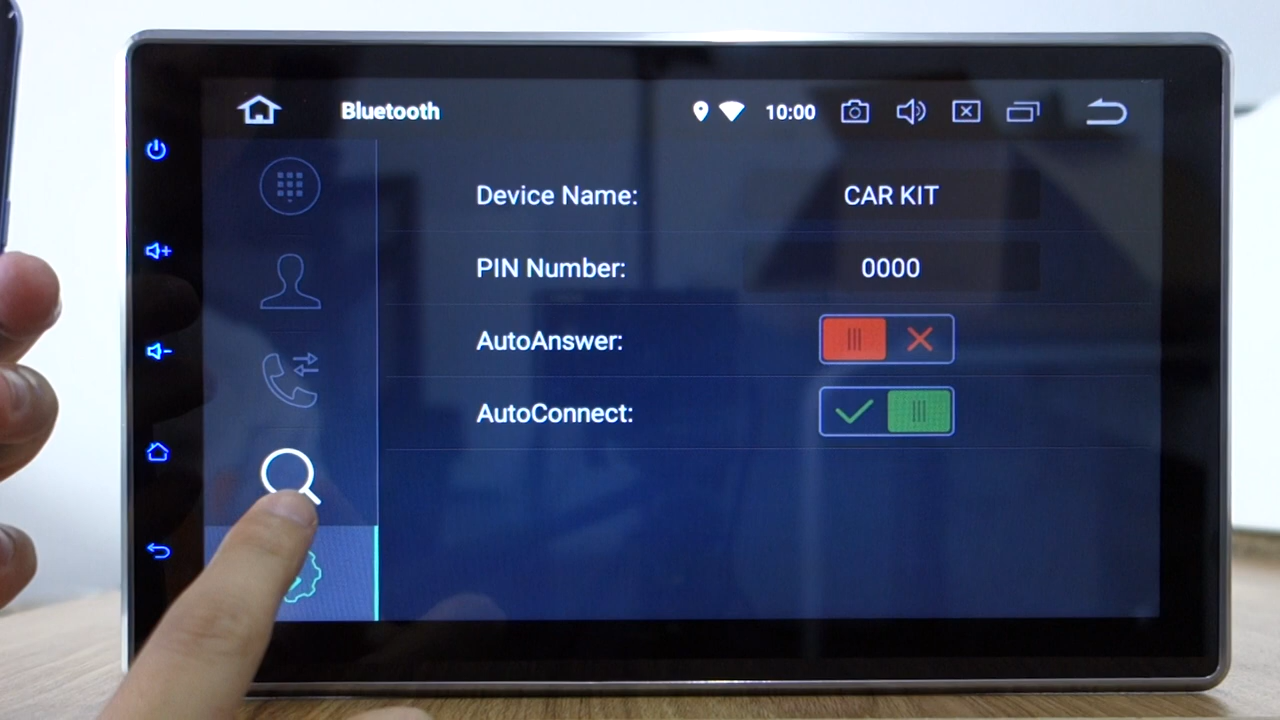 Bluetooth 10:00
Device Name: CAR KIT
PIN Number: 0000
AutoAnswer:
AutoConnect: